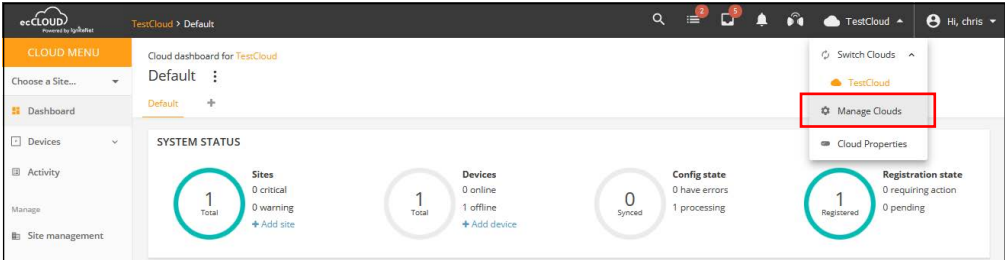 ecCLOUD
Powered by IgniteNet
TestCloud > Default
2
5
TestCloud
Hi, chris
CLOUD MENU
Choose a Site...
Dashboard
Devices
Activity
Manage
Site management
Cloud dashboard for TestCloud
Default
Default +
Switch Clouds
TestCloud
Manage Clouds
Cloud Properties
SYSTEM STATUS
1
Total
Sites
0 critical
0 warning
+ Add site
1
Total
Devices
0 online
1 offline
+ Add device
0
Synced
Config state
0 have errors
1 processing
1
Registered
Registration state
0 requiring action
0 pending